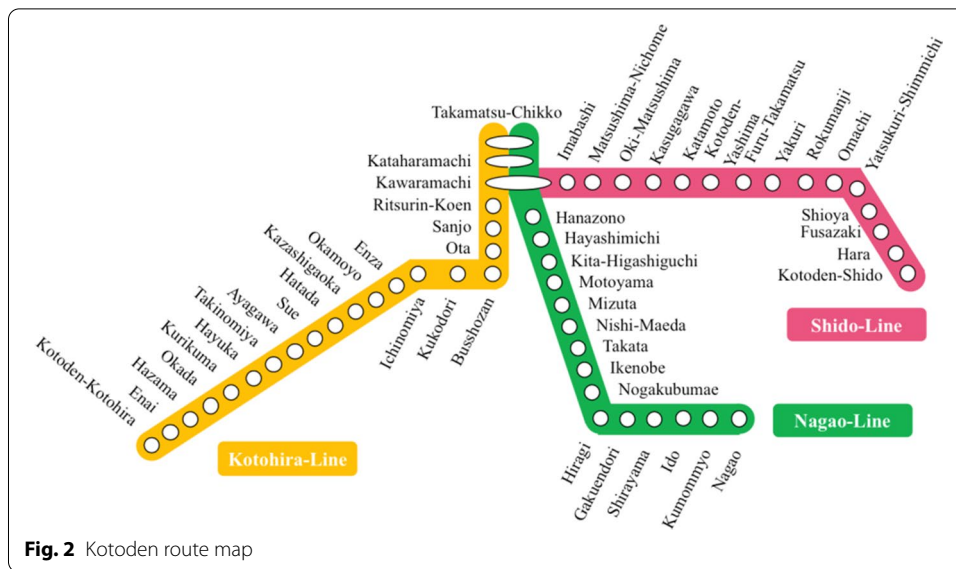 Takamatsu-Chikko
Kataharamachi
Kawaramachi
Ritsurin-Koen
Sanjo
Ota
Imabashi
Matsushima-Nichome
Oki-Matsushima
Kasugagawa
Katamoto
Kotoden-
Yashima
Furu-Takamatsu
Yakuri
Rokumanji
Omachi
Yatsukuri-Shimmichi
Shioya
Fusazaki
Hara
Kotoden-Shido
Shido-Line
Hanazono
Hayashimichi
Kita-Higashiguchi
Motoyama
Mizuta
Nishi-Maeda
Takata
Ikenobe
Nogakubumae
Hiragi
Gakuendori
Shirayama
Ido
Kumommyo
Nagao
Nagao-Line
Busshozan
Kukodori
Ichinomiya
Enza
Okamoyo
Kazashigaoka
Hatada
Sue
Ayagawa
Takinomiya
Hayuka
Kurikuma
Okada
Hazama
Enai
Kotoden-Kotohira
Kotohira-Line
Fig. 2 Kotoden route map